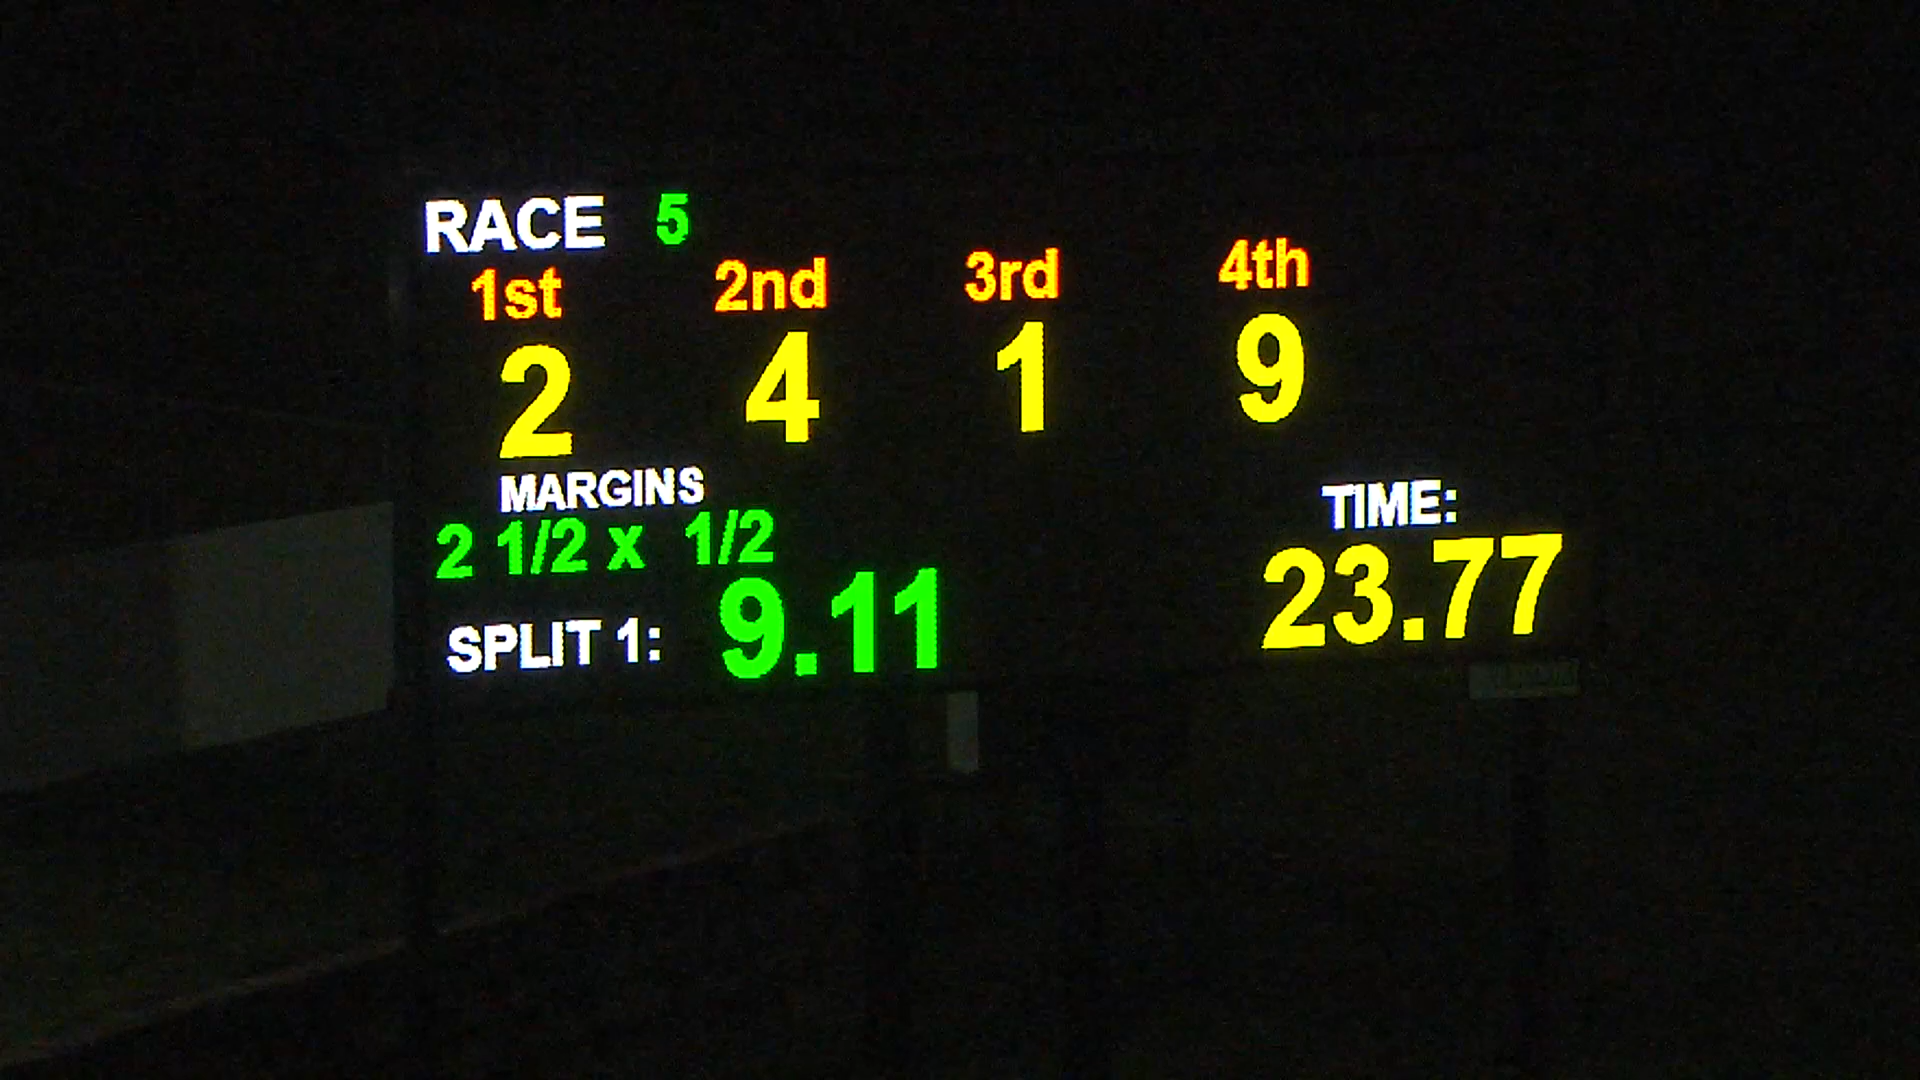 RACE 5
1st 2nd 3rd 4th
2 4 1 9
MARGINS
2 1/2 x 1/2
TIME:
23.77
SPLIT 1: 9.11